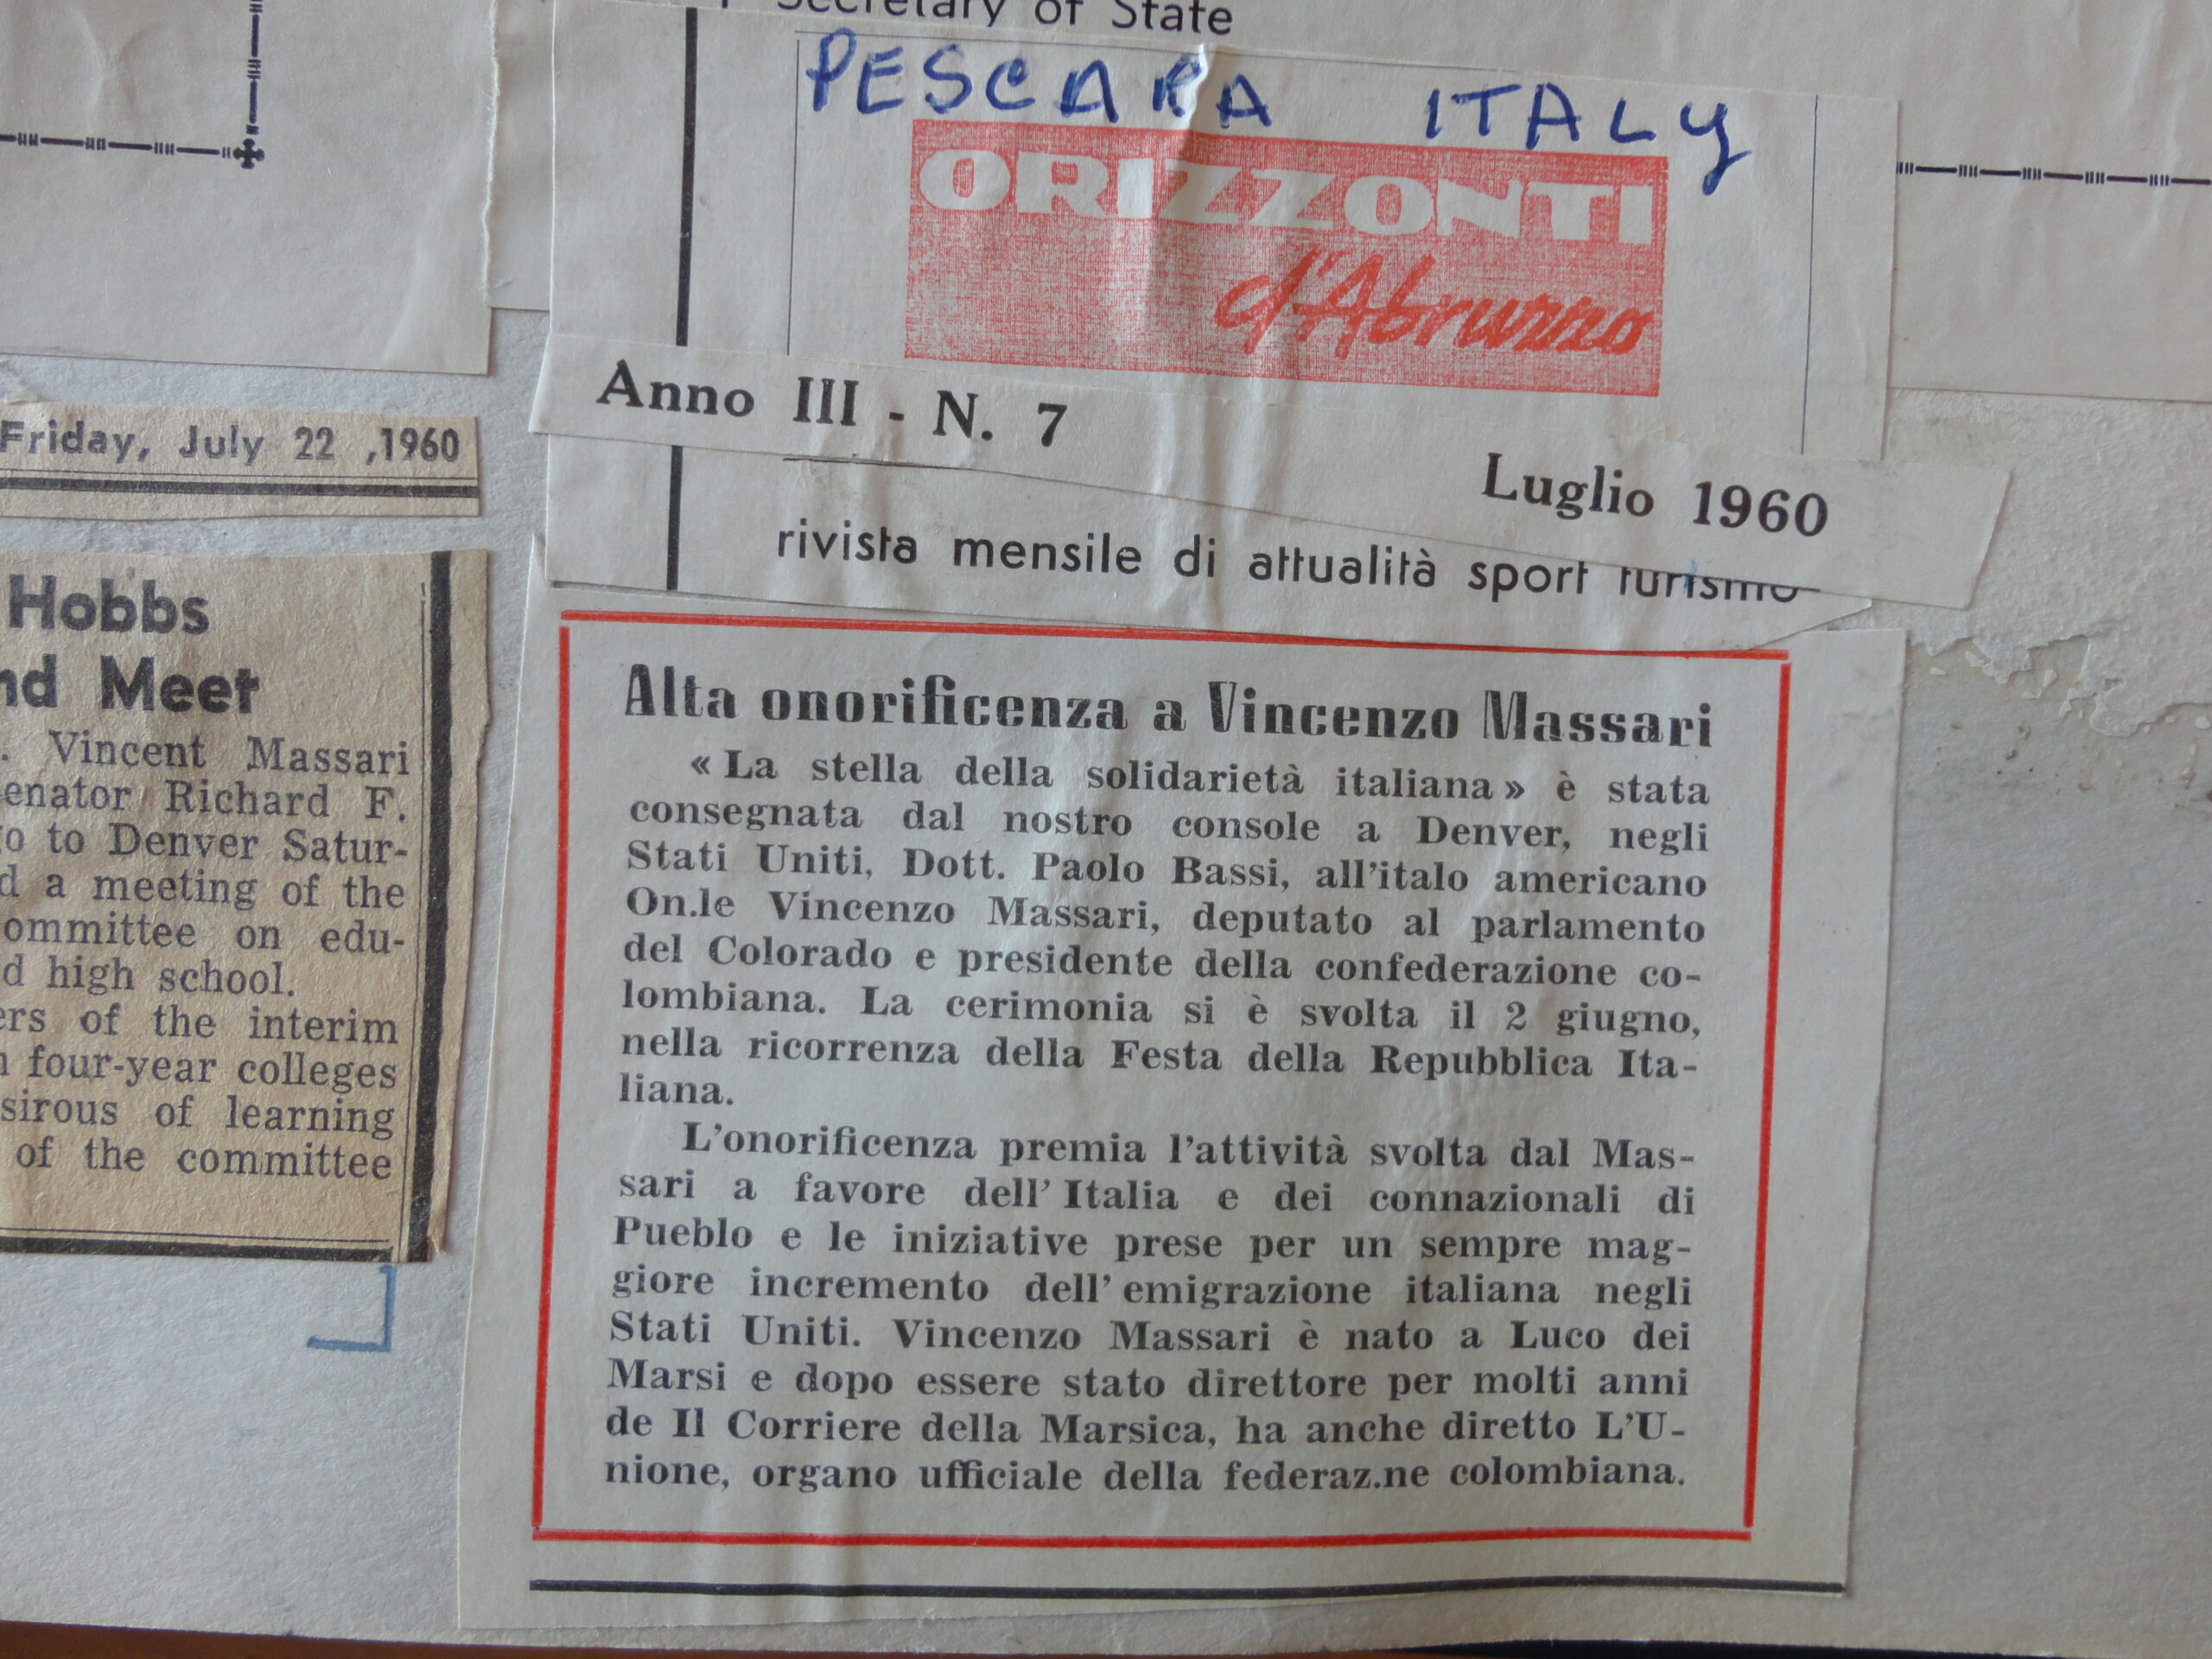 Secretary of State
PESCARA ITALY
ORIZZONTI
d'Abruzzo
Anno III - N. 7
Luglio 1960
rivista mensile di attualità sport turismo
Friday, July 22 ,1960
Hobbs
Meet
Vincent Massari
Richard F.
to Denver Satur-
a meeting of the
on edu-
high school.
of the interim
four-year colleges
of learning
of the committee
Alta onorificenza a Vincenzo Massari
« La stella della solidarietà italiana » è stata
consegnata dal nostro console a Denver, negli
Stati Uniti, Dott. Paolo Bassi, all'italo americano
On.le Vincenzo Massari, deputato al parlamento
del Colorado e presidente della confederazione co-
lombiana. La cerimonia si è svolta il 2 giugno,
nella ricorrenza della Festa della Repubblica Ita-
liana.
L'onorificenza premia l'attività svolta dal Mas-
sari a favore dell' Italia e dei connazionali di
Pueblo e le iniziative prese per un sempre mag-
giore incremento dell' emigrazione italiana negli
Stati Uniti. Vincenzo Massari è nato a Luco dei
Marsi e dopo essere stato direttore per molti anni
de Il Corriere della Marsica, ha anche diretto L'U-
nione, organo ufficiale della federaz.ne colombiana.